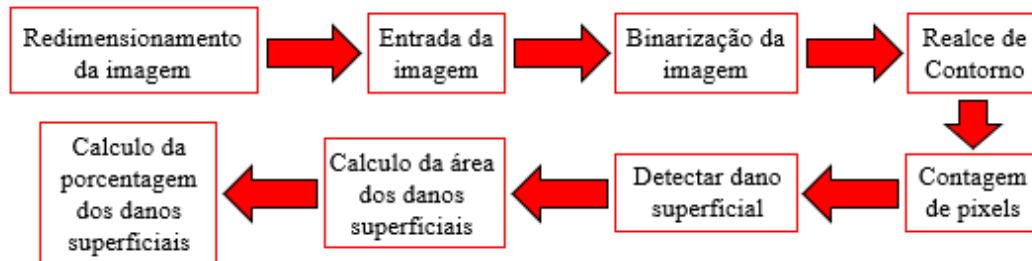 Redimensionamento
da imagem
Entrada da
imagem
Binarização da
imagem
Realce de
Contorno
Contagem
de pixels
Detectar dano
superficial
Calculo da área
dos danos
superficiais
Calculo da
porcentagem
dos danos
superficiais